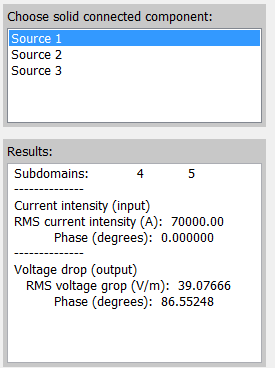 Choose solid connected component:
Source 1
Source 2
Source 3
Results:
Subdomains: 4 5
--------------
Current intensity (input)
RMS current intensity (A): 70000.00
Phase (degrees): 0.000000
--------------
Voltage drop (output)
RMS voltage grop (V/m): 39.07666
Phase (degrees): 86.55248